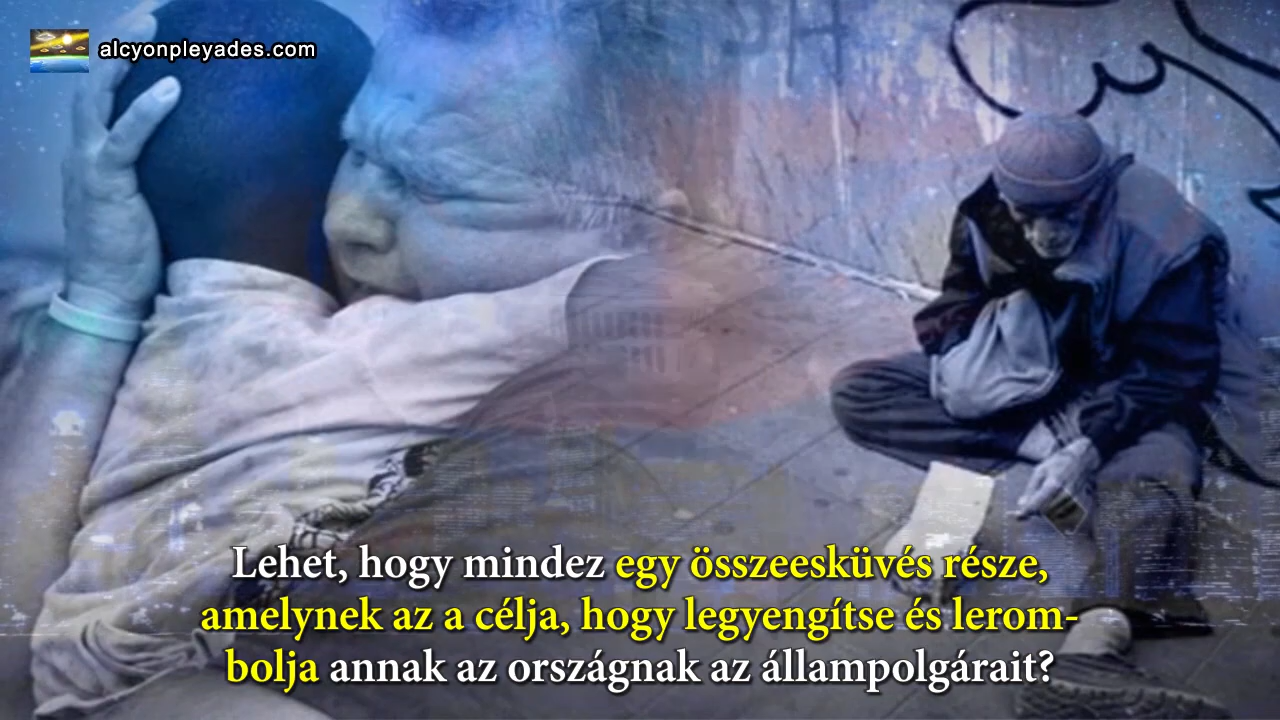 alcyonpleyades.com
Lehet, hogy mindez egy összeesküvés része,
amelynek az a célja, hogy legyengítse és lerom-
bolja annak az országnak az állampolgárait?